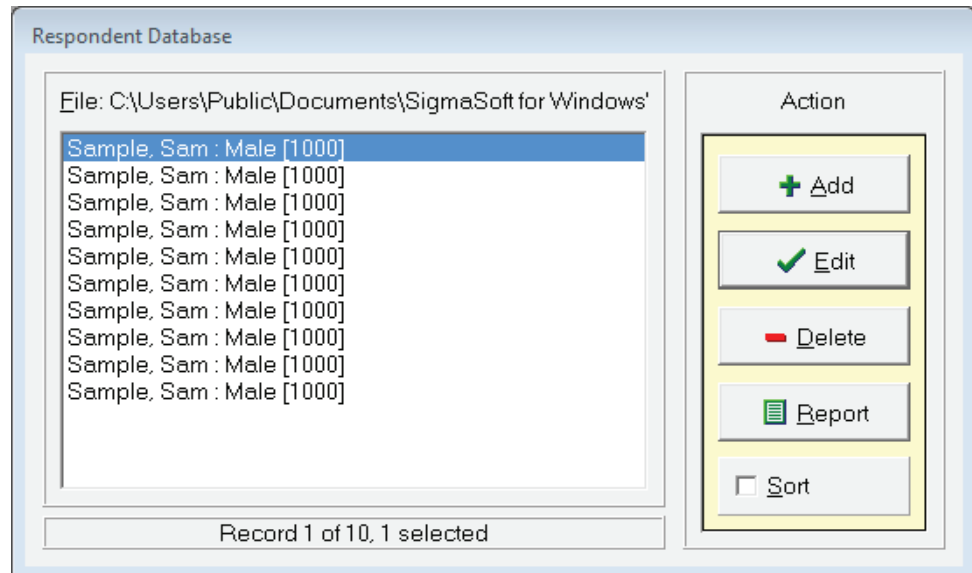 Respondent Database
File: C:\Users\Public\Documents\SigmaSoft for Windows'
Sample, Sam : Male [1000]
Sample, Sam : Male [1000]
Sample, Sam : Male [1000]
Sample, Sam : Male [1000]
Sample, Sam : Male [1000]
Sample, Sam : Male [1000]
Sample, Sam : Male [1000]
Sample, Sam : Male [1000]
Sample, Sam : Male [1000]
Sample, Sam : Male [1000]
Record 1 of 10, 1 selected
Action
Add
Edit
Delete
Report
Sort